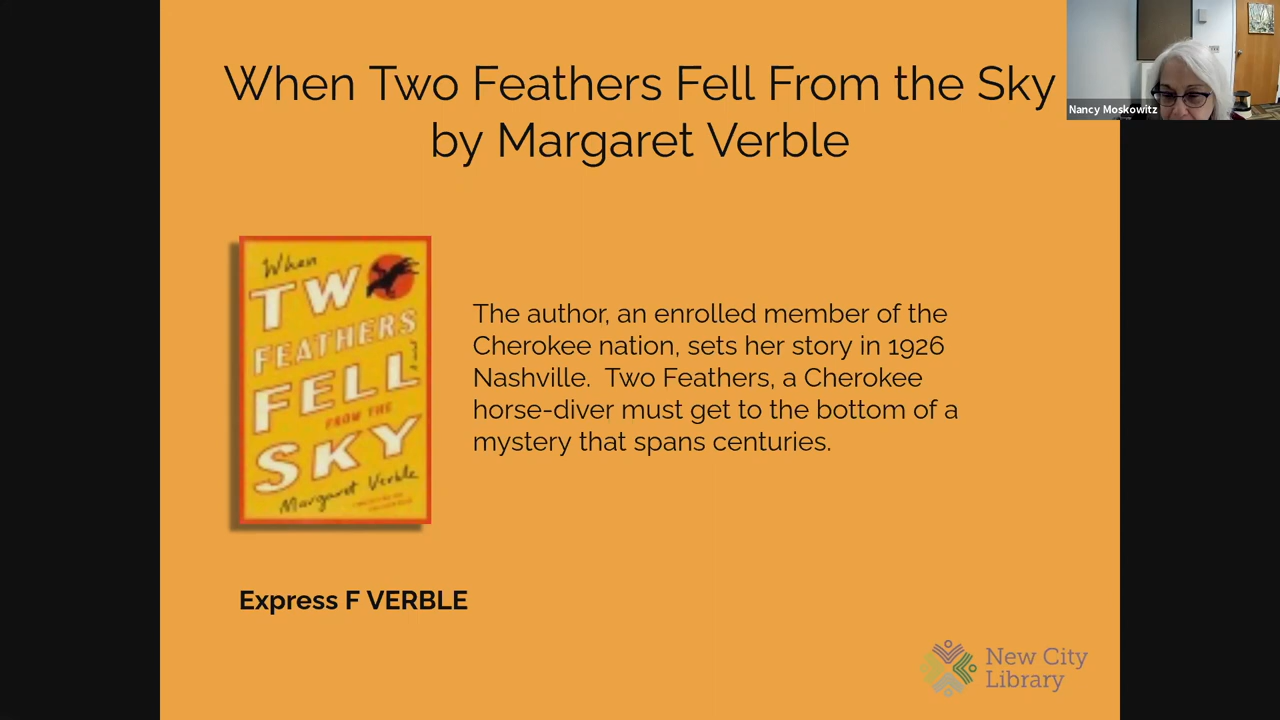 When Two Feathers Fell From the Sky
by Margaret Verble
Nancy Moskowitz
When
TWO
FEATHERS
a novel
FELL
FROM THE
SKY
Margaret Verble
The author, an enrolled member of the
Cherokee nation, sets her story in 1926
Nashville.  Two Feathers, a Cherokee
horse-diver must get to the bottom of a
mystery that spans centuries.
Express F VERBLE
New City
Library